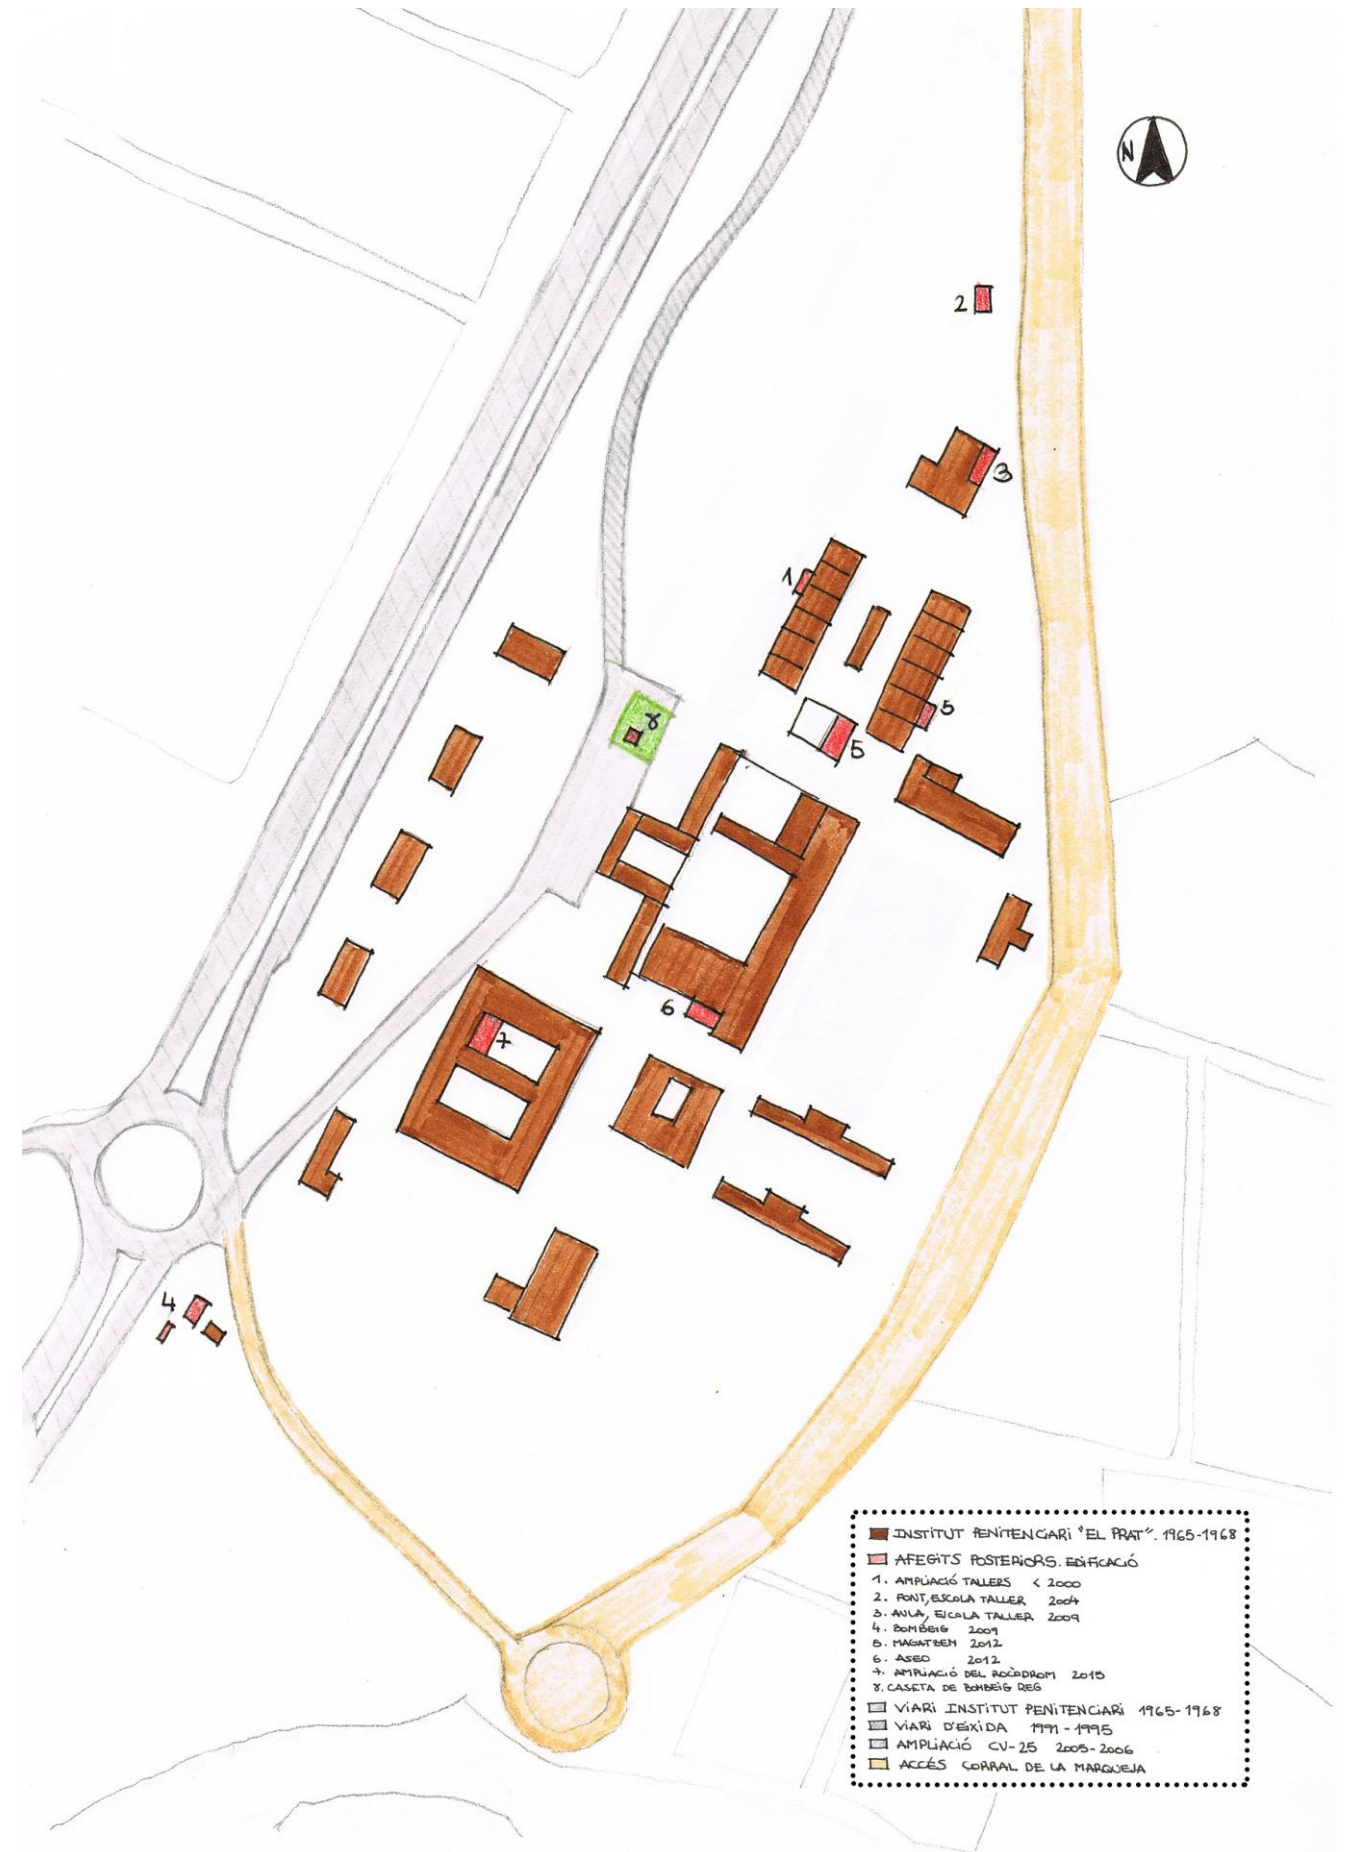 N
2
3
1
5
8
5
6
7
4
INSTITUT PENITENCIARI "EL PRAT". 1965-1968
AFEGITS POSTERIORS. EDIFICACIÓ
1. AMPLIACIÓ TALLERS < 2000
2. FONT, ESCOLA TALLER 2004
3. AULA, ESCOLA TALLER 2009
4. BOMBEIG 2009
5. MAGATZEM 2012
6. ASEO 2012
7. AMPLIACIÓ DEL ROCÒDROM 2015
8. CASETA DE BOMBEIG REG
VIARI INSTITUT PENITENCIARI 1965-1968
VIARI D'EIXIDA 1991-1995
AMPLIACIÓ CV-25 2005-2006
ACCÉS CORRAL DE LA MARQUEJA